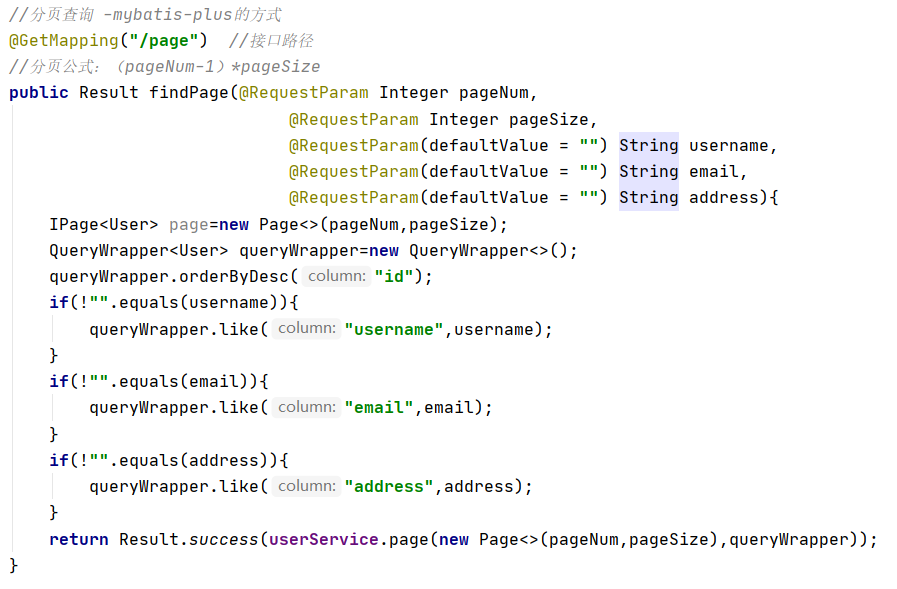 //分页查询 -mybatis-plus的方式
@GetMapping("/page")  //接口路径
//分页公式：（pageNum-1）*pageSize
public Result findPage(@RequestParam Integer pageNum,
                            @RequestParam Integer pageSize,
                            @RequestParam(defaultValue = "") String username,
                            @RequestParam(defaultValue = "") String email,
                            @RequestParam(defaultValue = "") String address){
    IPage<User> page=new Page<>(pageNum,pageSize);
    QueryWrapper<User> queryWrapper=new QueryWrapper<>();
    queryWrapper.orderByDesc( column: "id");
    if(!"".equals(username)){
        queryWrapper.like( column: "username",username);
    }
    if(!"".equals(email)){
        queryWrapper.like( column: "email",email);
    }
    if(!"".equals(address)){
        queryWrapper.like( column: "address",address);
    }
    return Result.success(userService.page(new Page<>(pageNum,pageSize),queryWrapper));
}